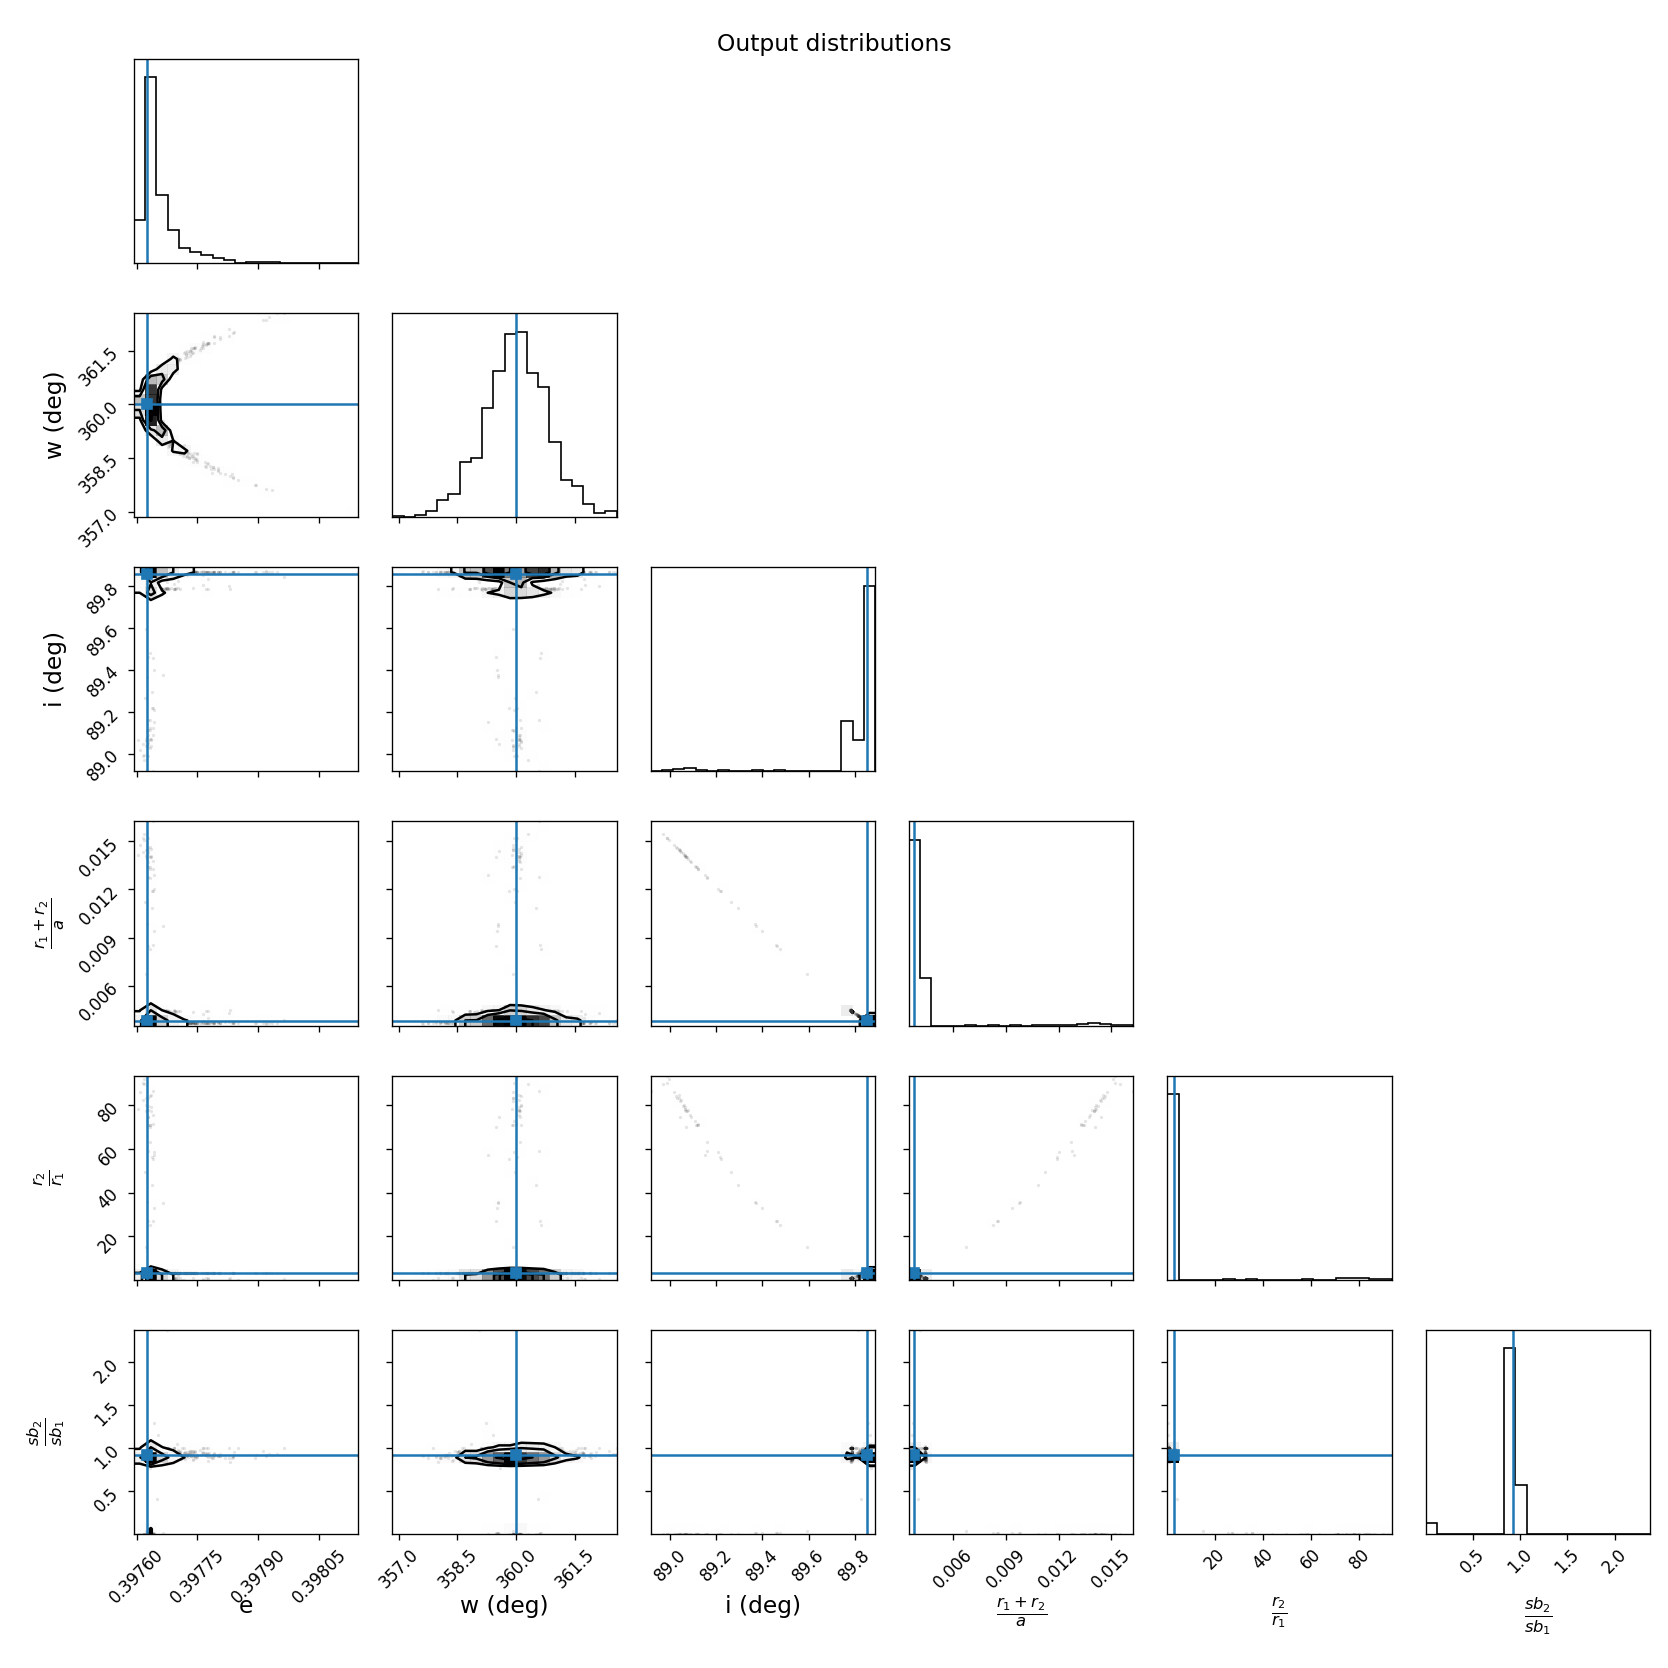 Output distributions
w (deg)
361.5
360.0
358.5
357.0
i (deg)
89.8
89.6
89.4
89.2
89.0
r1 + r2
a
0.015
0.012
0.009
0.006
r2
r1
80
60
40
20
sb2
sb1
2.0
1.5
1.0
0.5
0.39760 0.39775 0.39790 0.39805 357.0 358.5 360.0 361.5 89.0 89.2 89.4 89.6 89.8 0.006 0.009 0.012 0.015 20 40 60 80 0.5 1.0 1.5 2.0
e w (deg) i (deg)
r1 + r2
a
r2
r1
sb2
sb1